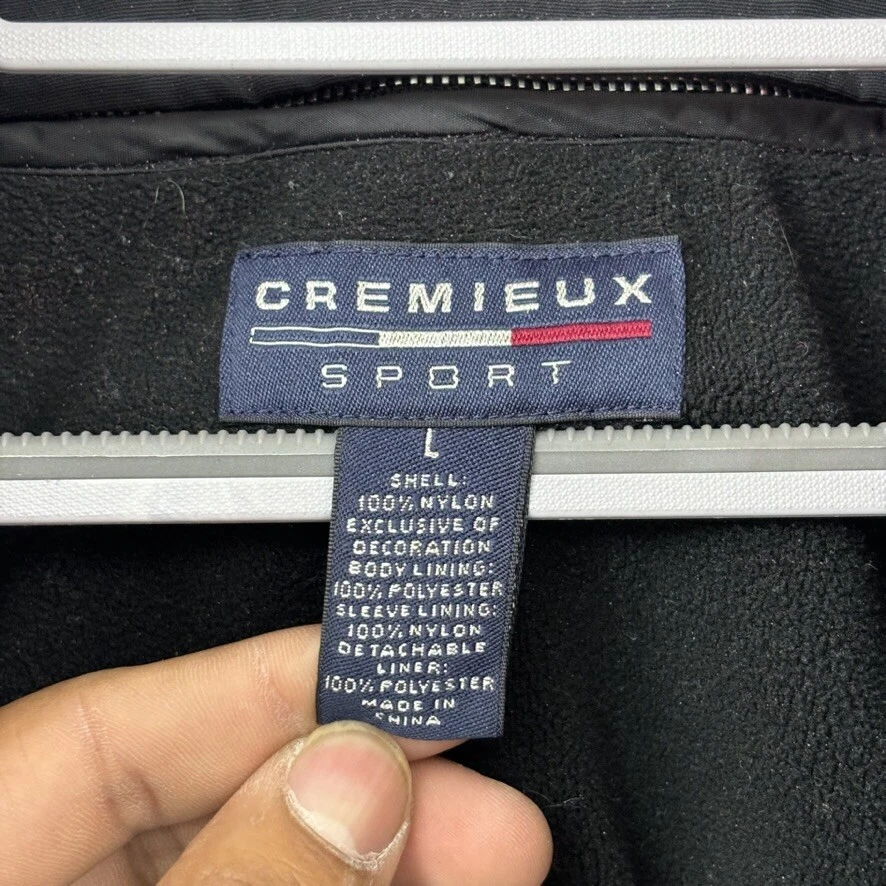 CREMIEUX
SPORT
L
SHELL:
100% NYLON
EXCLUSIVE OF
DECORATION
BODY LINING:
100% POLYESTER
SLEEVE LINING:
100% NYLON
DETACHABLE
LINER:
100% POLYESTER
MADE IN
CHINA